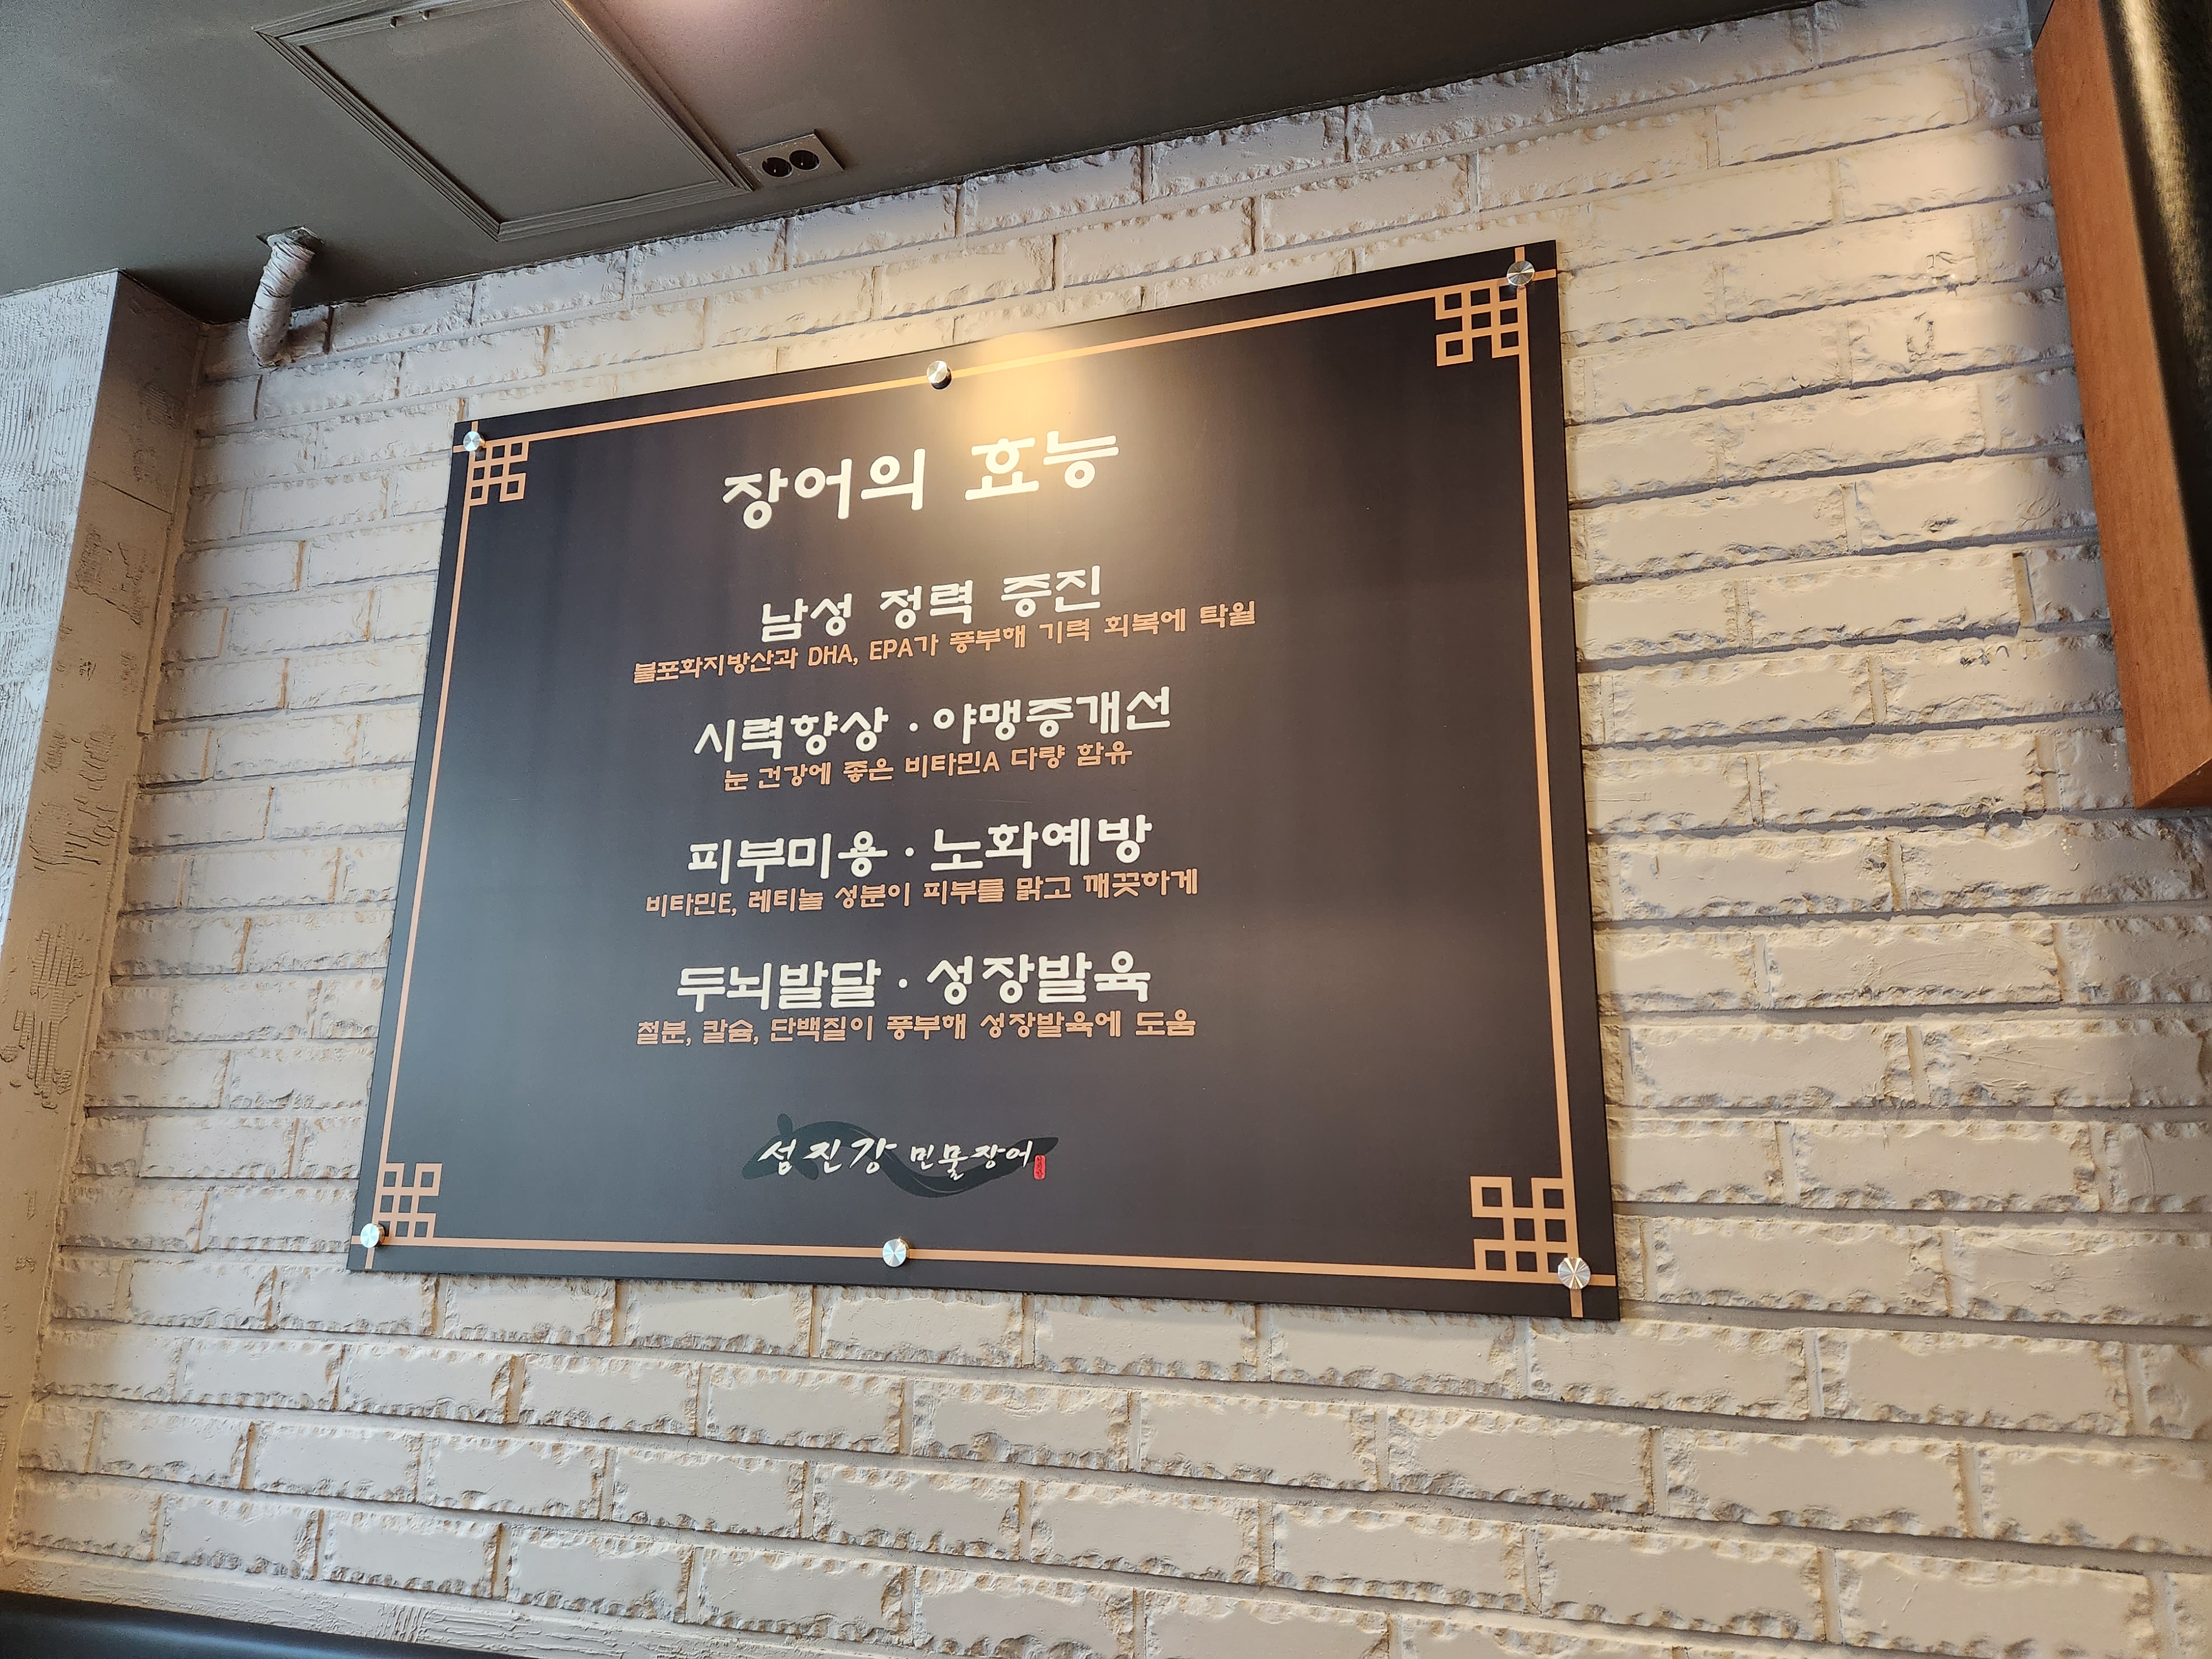 장어의 효능
남성 정력 증진
불포화지방산과 DHA, EPA가 풍부해 기력 회복에 탁월
시력향상 · 야맹증개선
눈 건강에 좋은 비타민A 다량 함유
피부미용 · 노화예방
비타민E, 레티놀 성분이 피부를 맑고 깨끗하게
두뇌발달 · 성장발육
철분, 칼슘, 단백질이 풍부해 성장발육에 도움
섬진강 민물장어